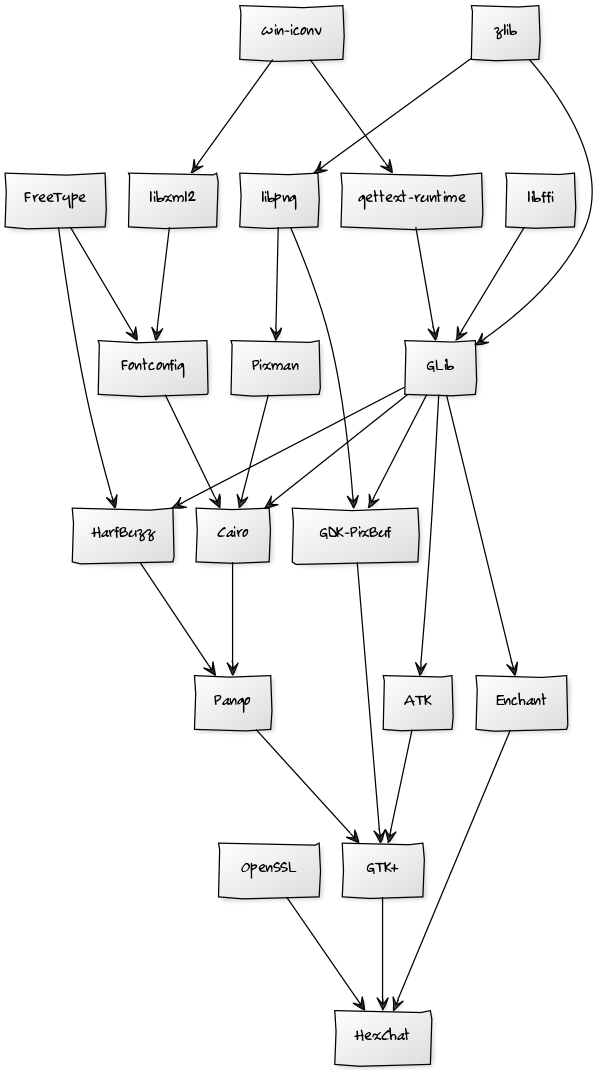 win-iconv
zlib
FreeType
libxml2
libpng
gettext-runtime
libffi
Fontconfig
Pixman
GLib
HarfBuzz
Cairo
GDK-PixBuf
Pango
ATK
Enchant
OpenSSL
GTK+
HexChat